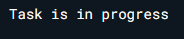 Task is in progress